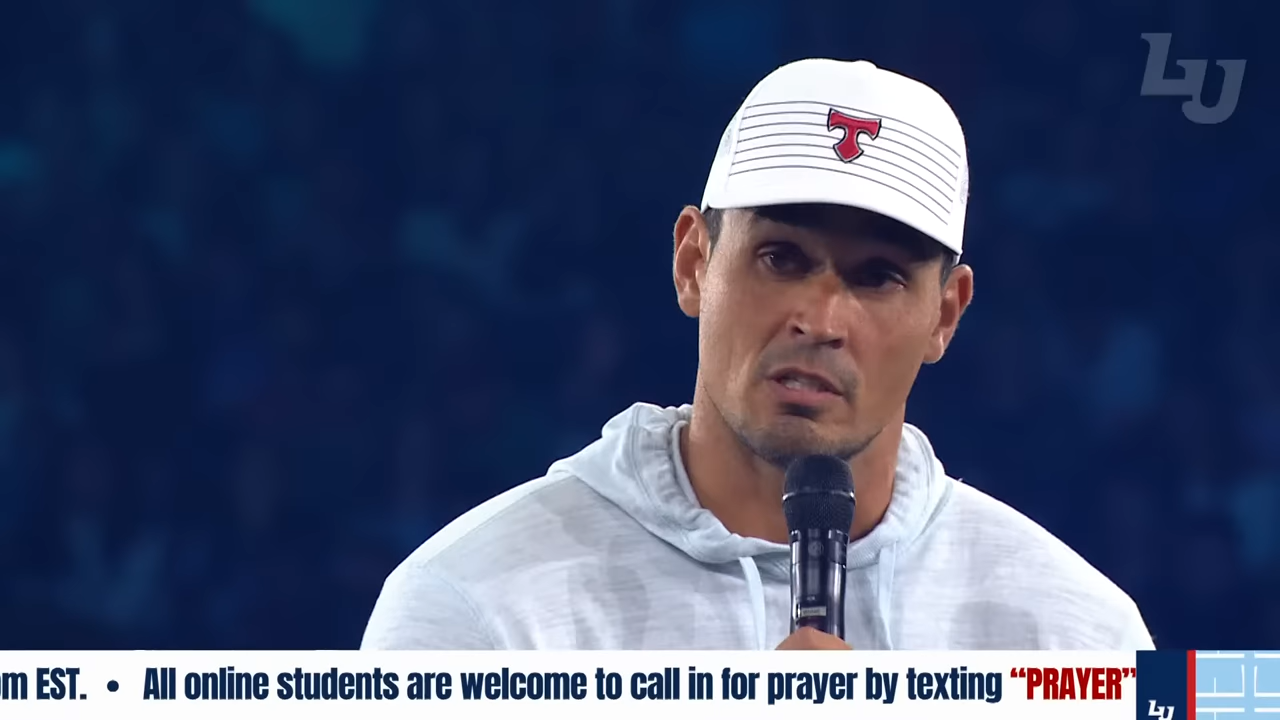 LU
T
m EST. • All online students are welcome to call in for prayer by texting “PRAYER”
LU